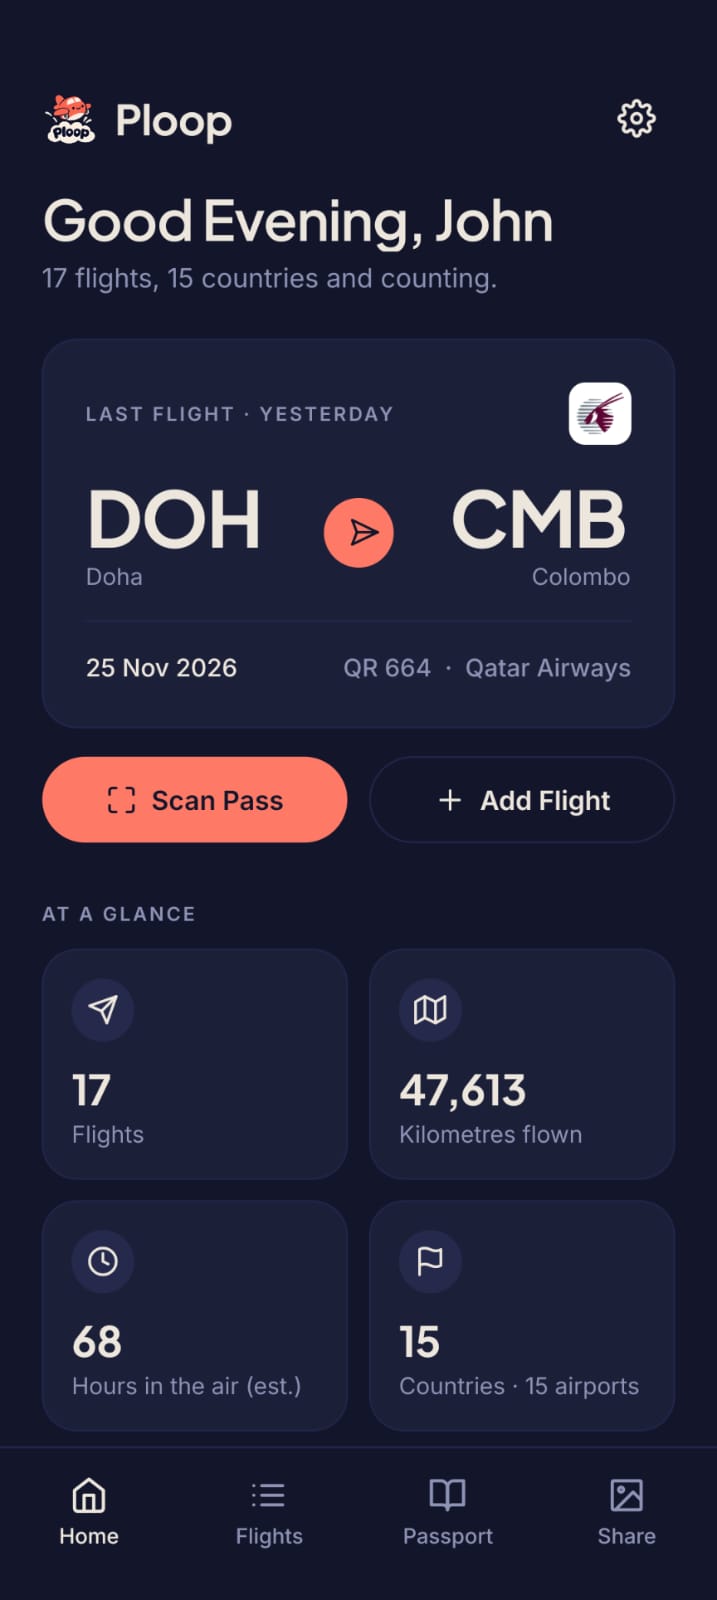 Ploop
Ploop
Good Evening, John
17 flights, 15 countries and counting.
LAST FLIGHT · YESTERDAY
DOH
CMB
Doha
Colombo
25 Nov 2026
QR 664 · Qatar Airways
Scan Pass
Add Flight
AT A GLANCE
17
Flights
47,613
Kilometres flown
68
Hours in the air (est.)
15
Countries · 15 airports
Home
Flights
Passport
Share